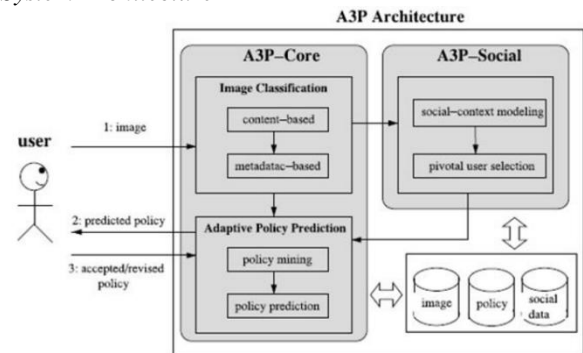 A3P Architecture
A3P–Core
A3P–Social
Image Classification
content–based
metadatac–based
social–context modeling
pivotal user selection
user
1: image
2: predicted policy
3: accepted/revised
policy
Adaptive Policy Prediction
policy mining
policy prediction
image
policy
social
data